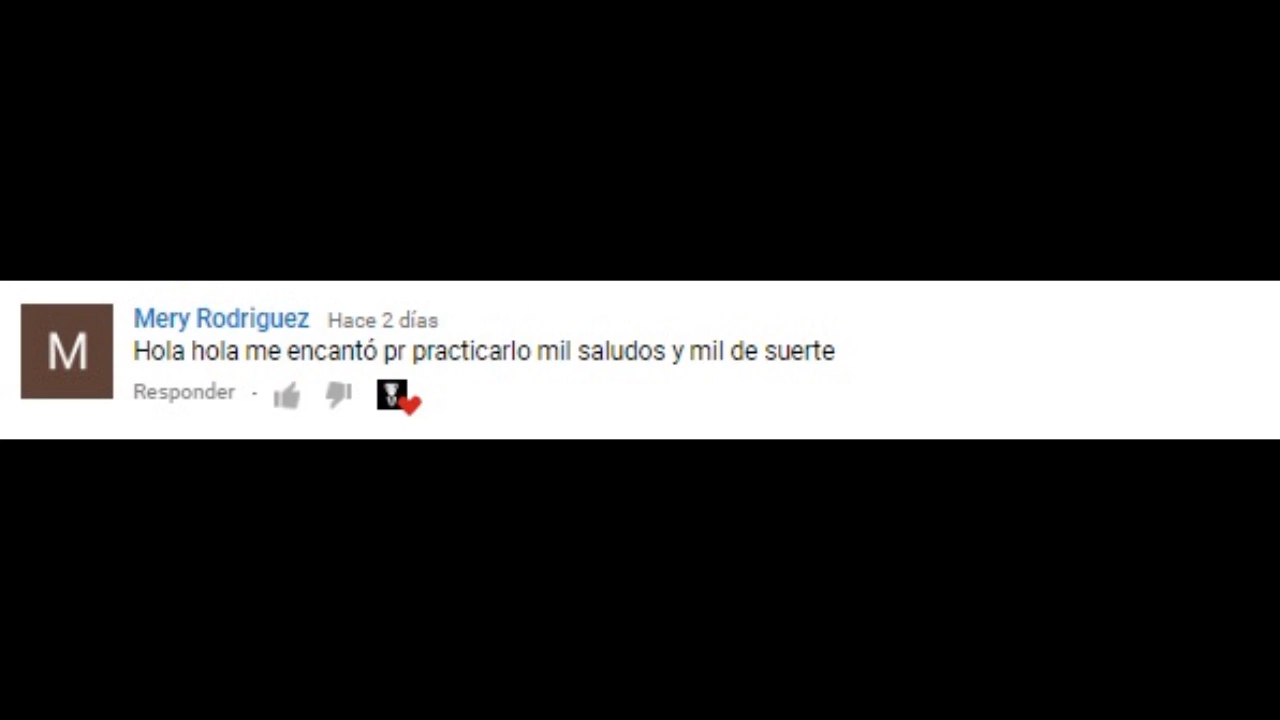 M
Mery Rodriguez Hace 2 días
Hola hola me encantó pr practicarlo mil saludos y mil de suerte
Responder ·